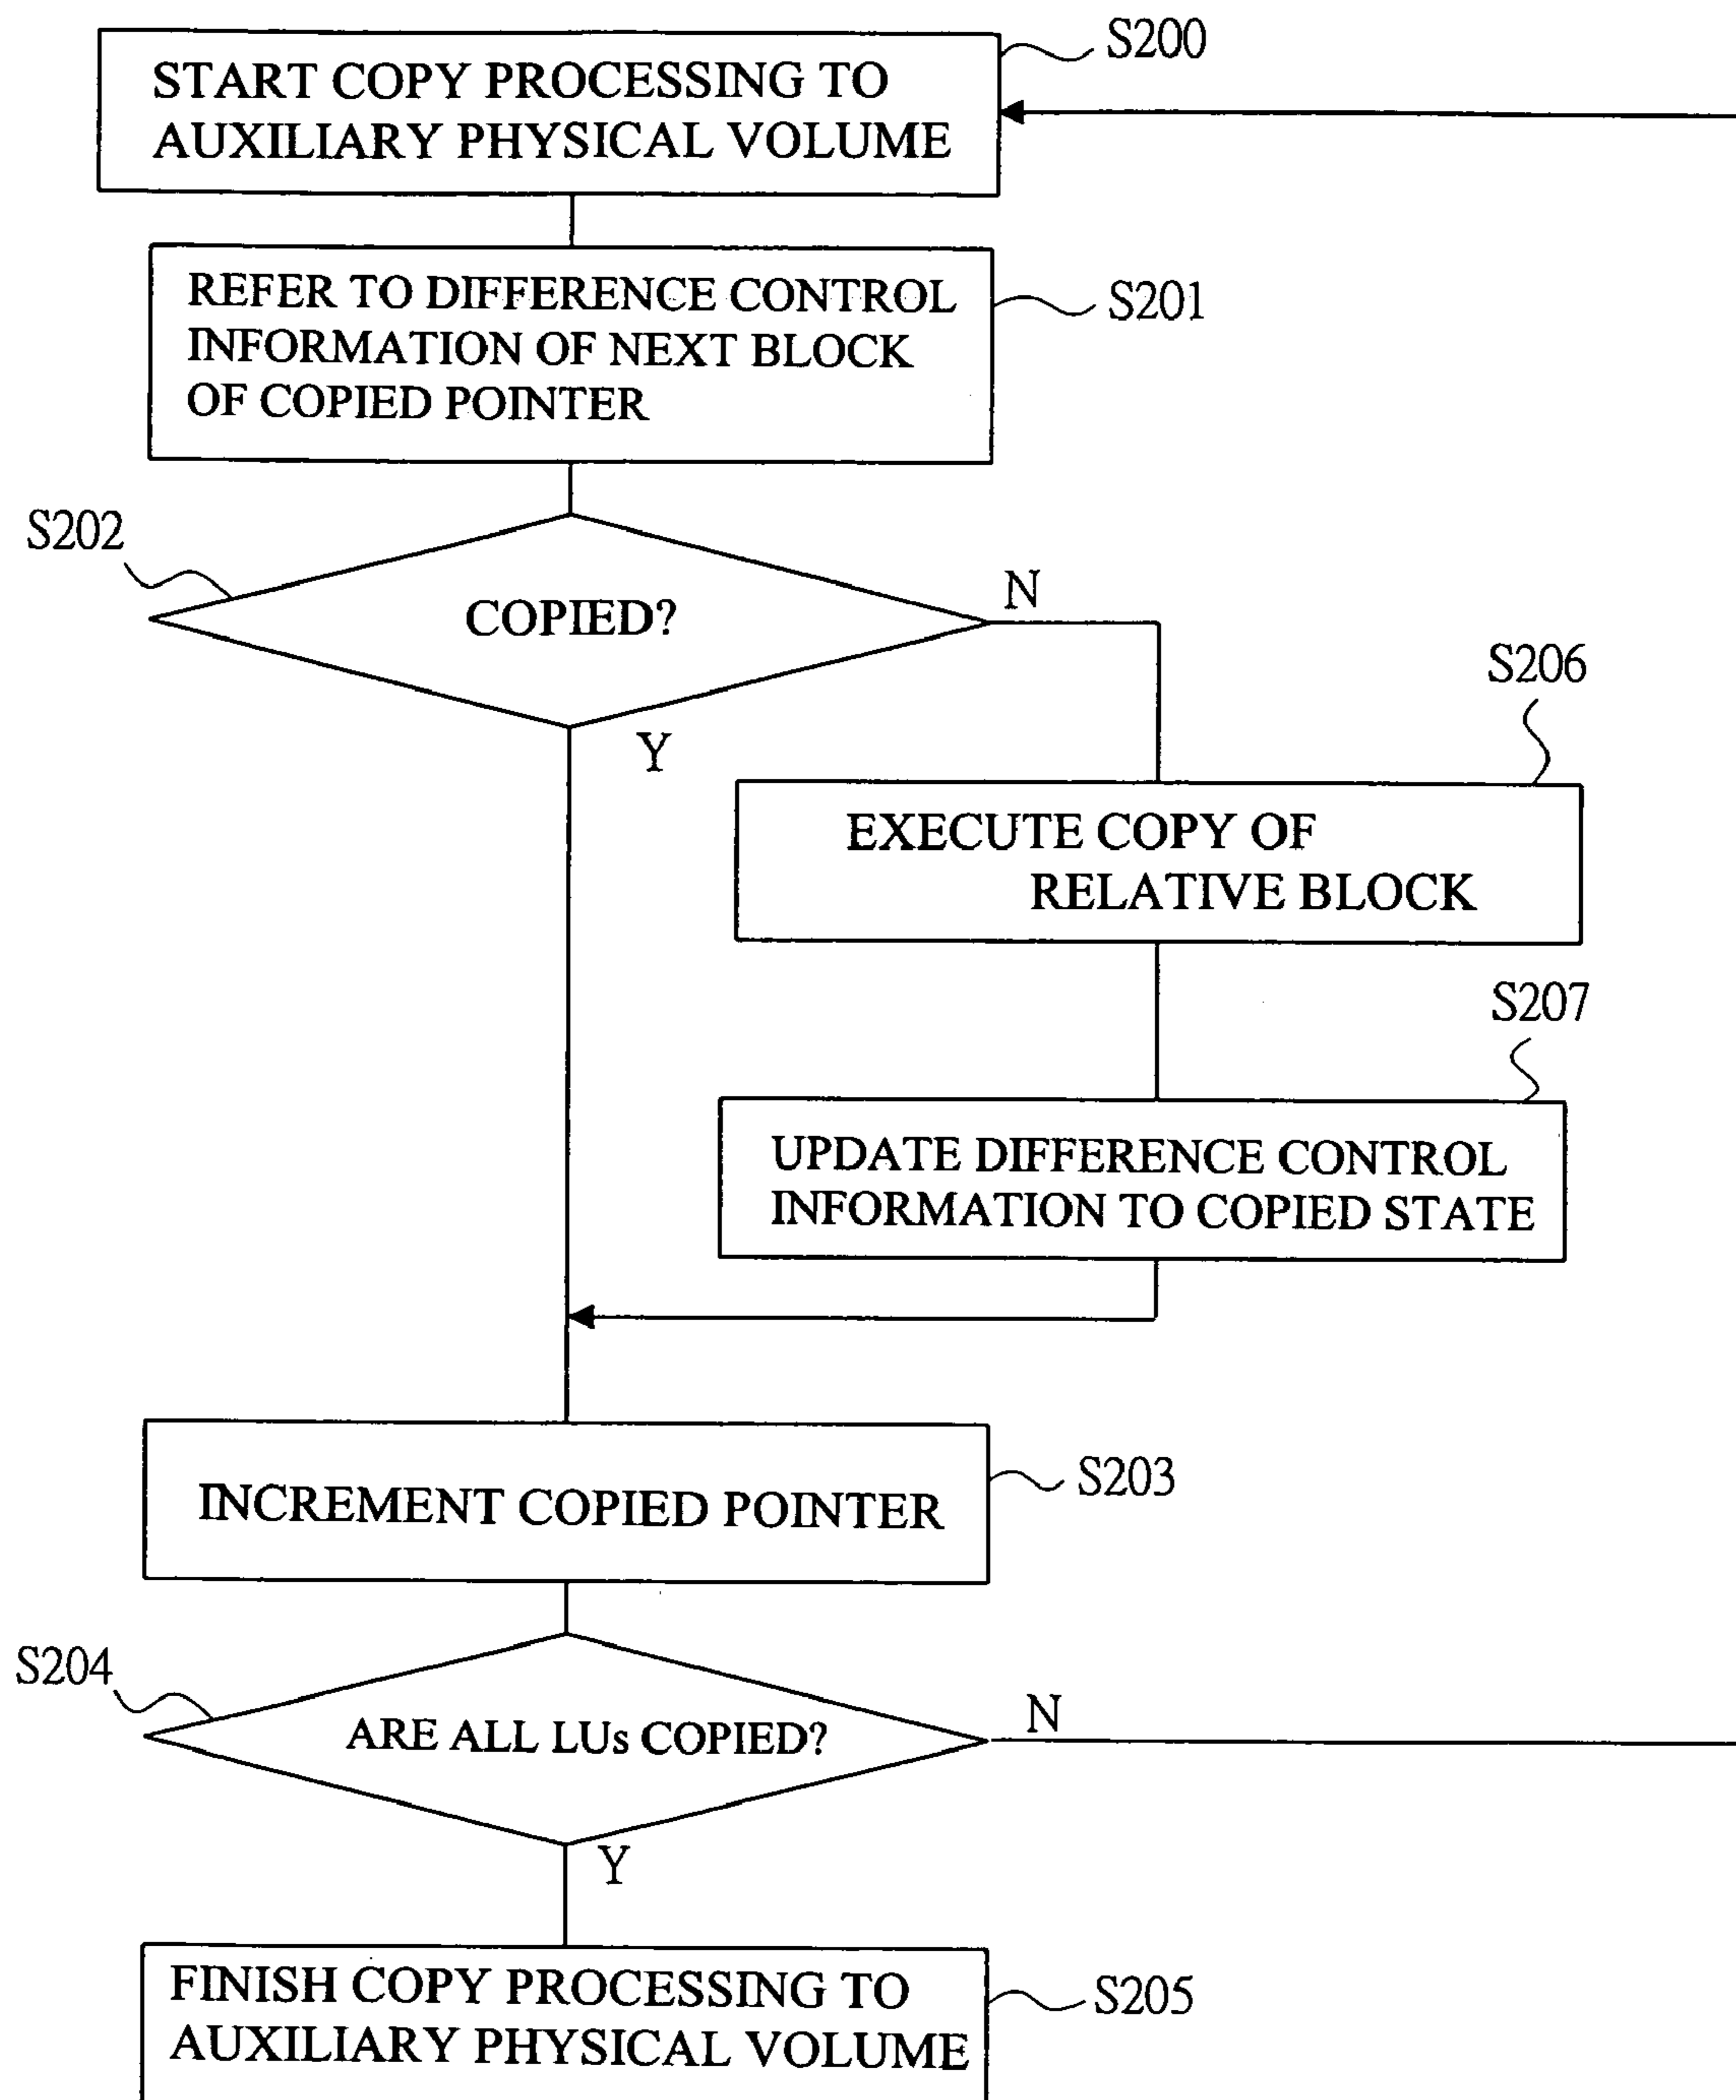 S200
START COPY PROCESSING TO
AUXILIARY PHYSICAL VOLUME
REFER TO DIFFERENCE CONTROL
INFORMATION OF NEXT BLOCK
OF COPIED POINTER
S201
S202
COPIED?
N
Y
S206
EXECUTE COPY OF
RELATIVE BLOCK
S207
UPDATE DIFFERENCE CONTROL
INFORMATION TO COPIED STATE
INCREMENT COPIED POINTER
S203
S204
ARE ALL LUs COPIED?
N
Y
FINISH COPY PROCESSING TO
AUXILIARY PHYSICAL VOLUME
S205